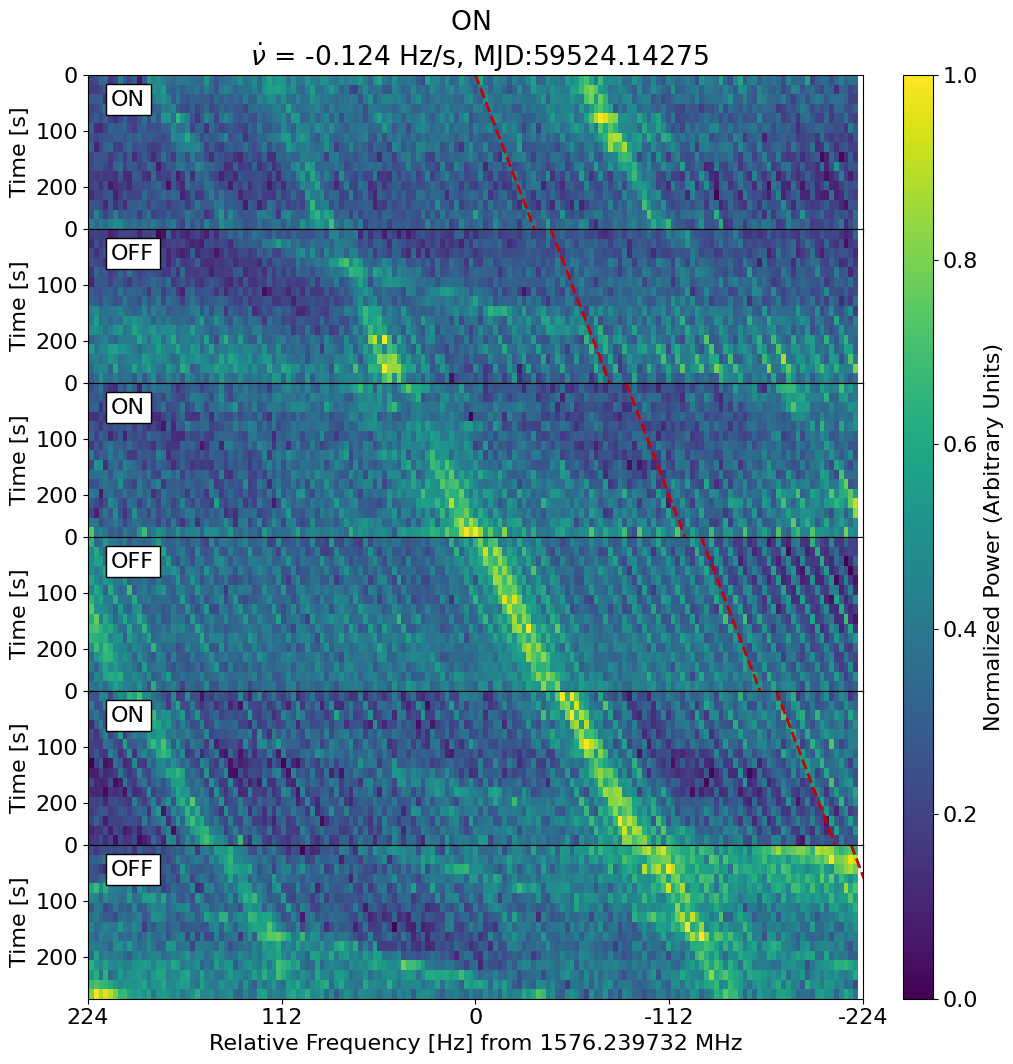 ON
ν̇ = -0.124 Hz/s, MJD:59524.14275
0
100
200
Time [s]
ON
0
100
200
Time [s]
OFF
0
100
200
Time [s]
ON
0
100
200
Time [s]
OFF
0
100
200
Time [s]
ON
0
100
200
Time [s]
OFF
224 112 0 -112 -224
Relative Frequency [Hz] from 1576.239732 MHz
1.0
0.8
0.6
0.4
0.2
0.0
Normalized Power (Arbitrary Units)